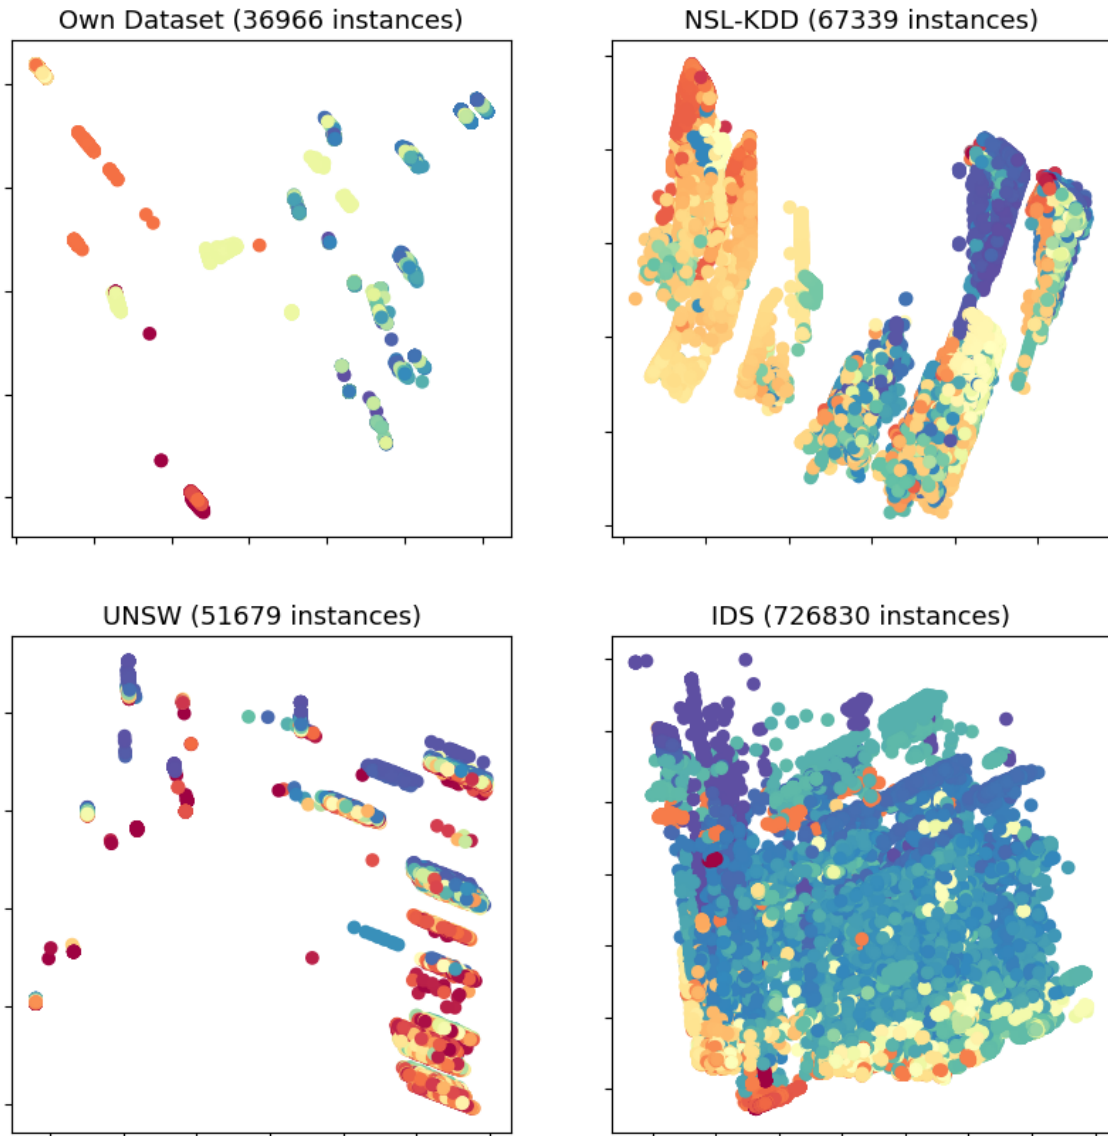 Own Dataset (36966 instances)
NSL-KDD (67339 instances)
UNSW (51679 instances)
IDS (726830 instances)